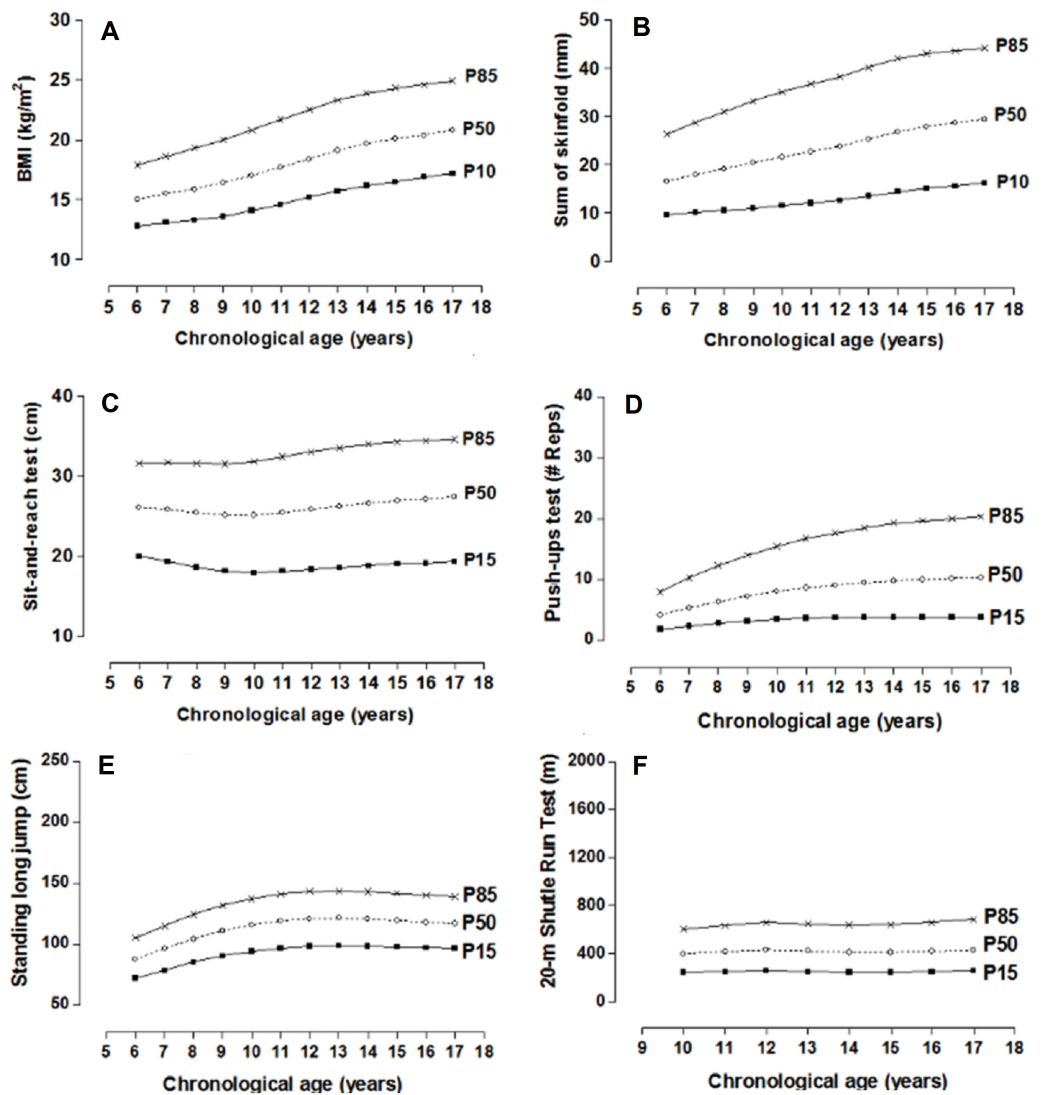 A
BMI (kg/m²)
30
25
20
15
10
P85
P50
P10
5 6 7 8 9 10 11 12 13 14 15 16 17 18
Chronological age (years)
B
Sum of skinfold (mm)
50
40
30
20
10
0
P85
P50
P10
5 6 7 8 9 10 11 12 13 14 15 16 17 18
Chronological age (years)
C
Sit-and-reach test (cm)
40
30
20
10
P85
P50
P15
5 6 7 8 9 10 11 12 13 14 15 16 17 18
Chronological age (years)
D
Push-ups test (# Reps)
40
30
20
10
0
P85
P50
P15
5 6 7 8 9 10 11 12 13 14 15 16 17 18
Chronological age (years)
E
Standing long jump (cm)
250
200
150
100
50
P85
P50
P15
5 6 7 8 9 10 11 12 13 14 15 16 17 18
Chronological age (years)
F
20-m Shutle Run Test (m)
2000
1600
1200
800
400
0
P85
P50
P15
9 10 11 12 13 14 15 16 17 18
Chronological age (years)